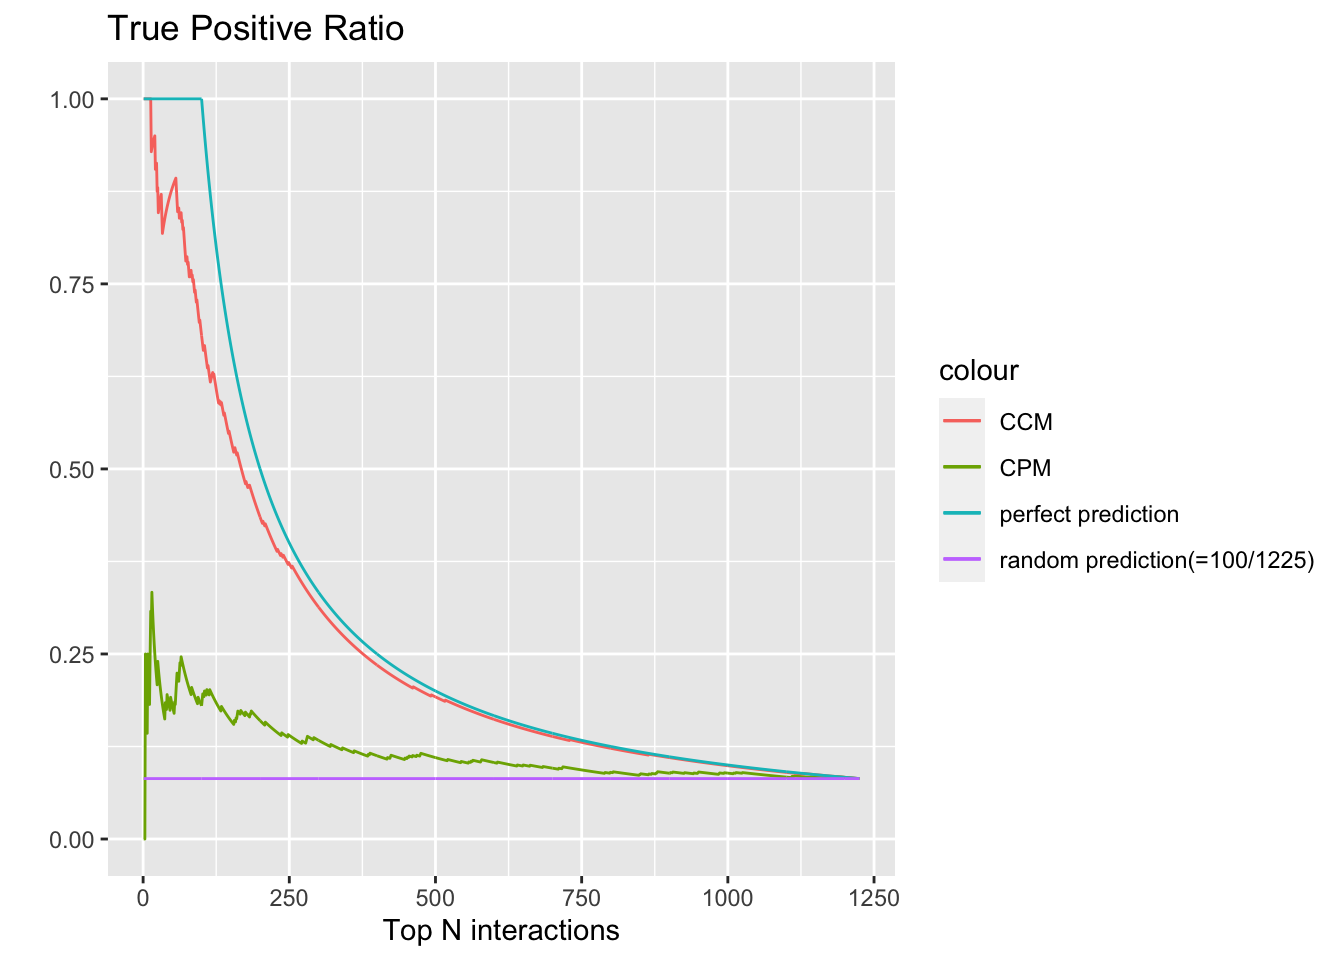 True Positive Ratio
1.00
0.75
0.50
0.25
0.00
0 250 500 750 1000 1250
Top N interactions
colour
CCM
CPM
perfect prediction
random prediction(=100/1225)